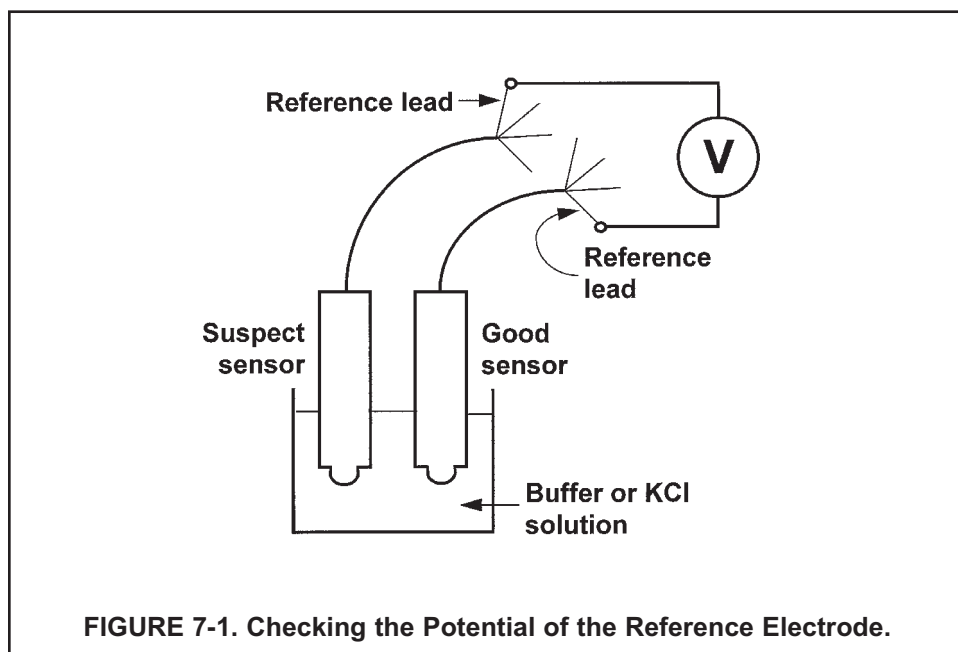 Reference lead
V
Reference
lead
Suspect
sensor
Good
sensor
Buffer or KCl
solution
FIGURE 7-1. Checking the Potential of the Reference Electrode.